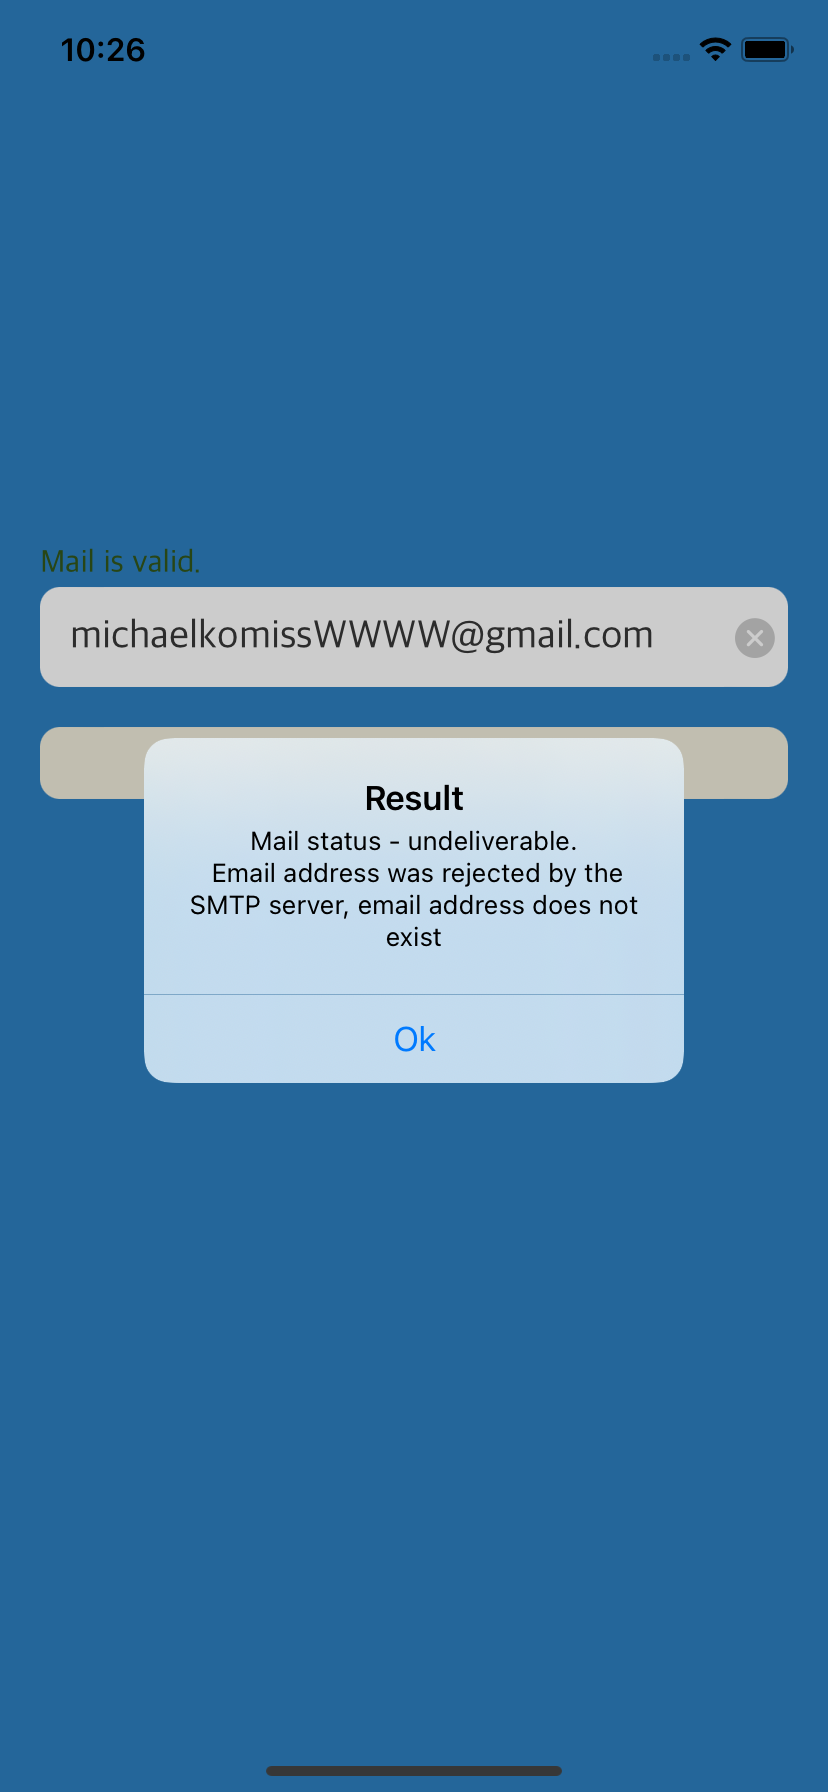 10:26
Mail is valid.
michaelkomissWWWW@gmail.com
Result
Mail status - undeliverable.
Email address was rejected by the
SMTP server, email address does not
exist
Ok